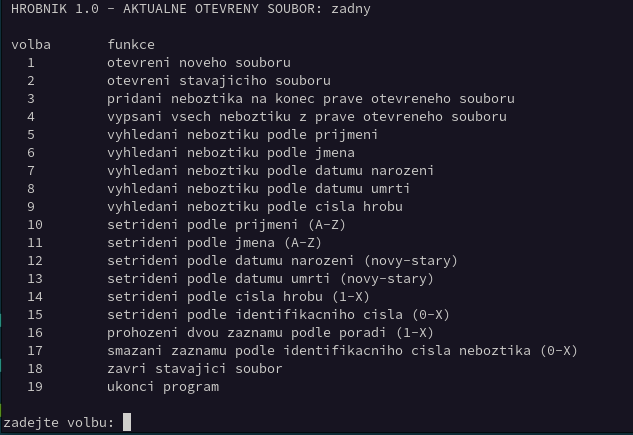 HROBNIK 1.0 - AKTUALNE OTEVRENY SOUBOR: zadny
volba funkce
1 otevreni noveho souboru
2 otevreni stavajiciho souboru
3 pridani neboztika na konec prave otevreneho souboru
4 vypsani vsech neboztiku z prave otevreneho souboru
5 vyhledani neboztiku podle prijmeni
6 vyhledani neboztiku podle jmena
7 vyhledani neboztiku podle datumu narozeni
8 vyhledani neboztiku podle datumu umrti
9 vyhledani neboztiku podle cisla hrobu
10 setrideni podle prijmeni (A-Z)
11 setrideni podle jmena (A-Z)
12 setrideni podle datumu narozeni (novy-stary)
13 setrideni podle datumu umrti (novy-stary)
14 setrideni podle cisla hrobu (1-X)
15 setrideni podle identifikacniho cisla (0-X)
16 prohozeni dvou zaznamu podle poradi (1-X)
17 smazani zaznamu podle identifikacniho cisla neboztika (0-X)
18 zavri stavajici soubor
19 ukonci program
zadejte volbu: